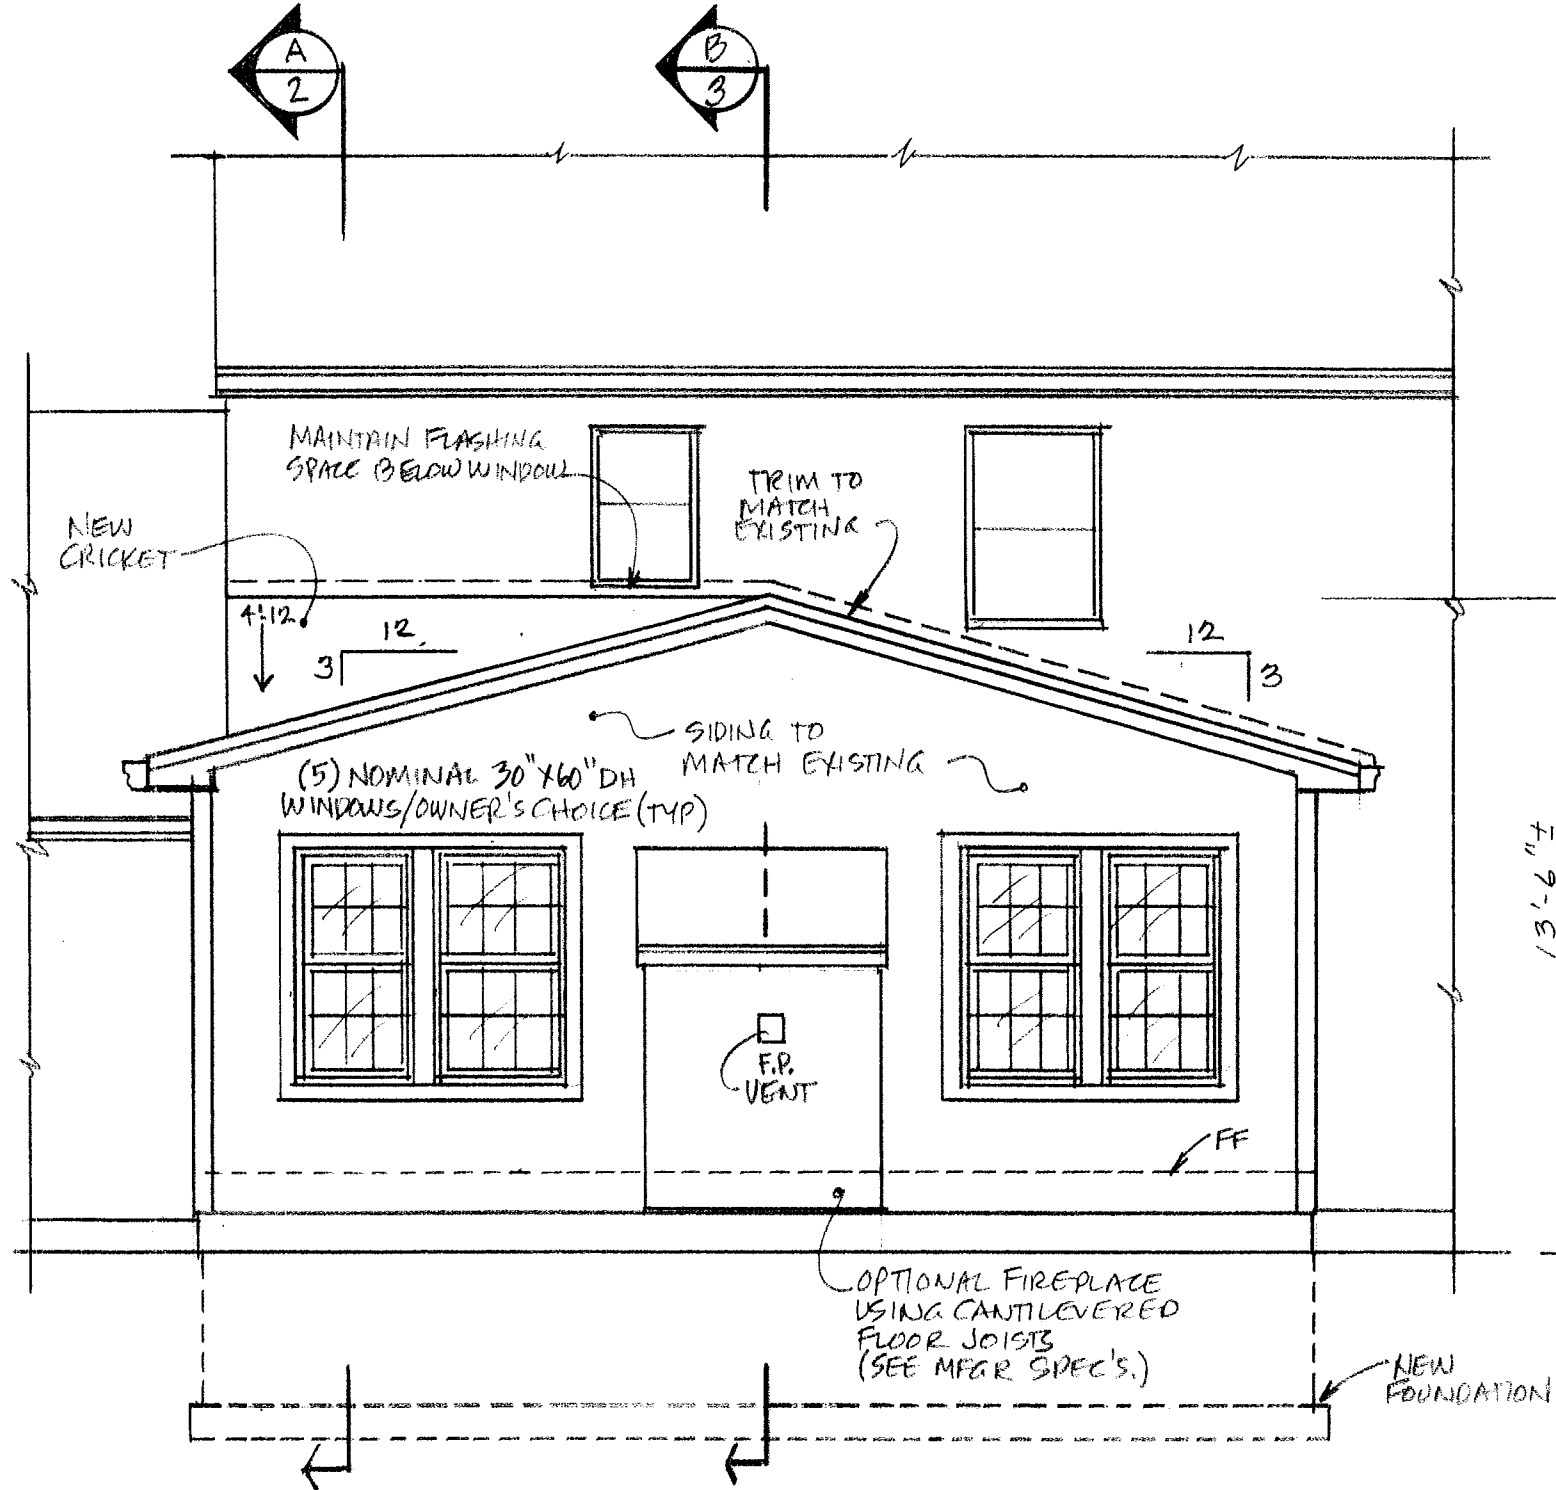 A
2
B
3
MAINTAIN FLASHING
SPACE BELOW WINDOW
TRIM TO
MATCH
EXISTING
NEW
CRICKET
4:12
12
3
12
3
SIDING TO
MATCH EXISTING
(5) NOMINAL 30"X60" DH
WINDOWS/OWNER'S CHOICE (TYP)
13'-6"±
F.P.
VENT
FF
OPTIONAL FIREPLACE
USING CANTILEVERED
FLOOR JOISTS
(SEE MFGR SPEC'S.)
NEW
FOUNDATION